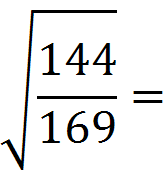 √(144/169) =